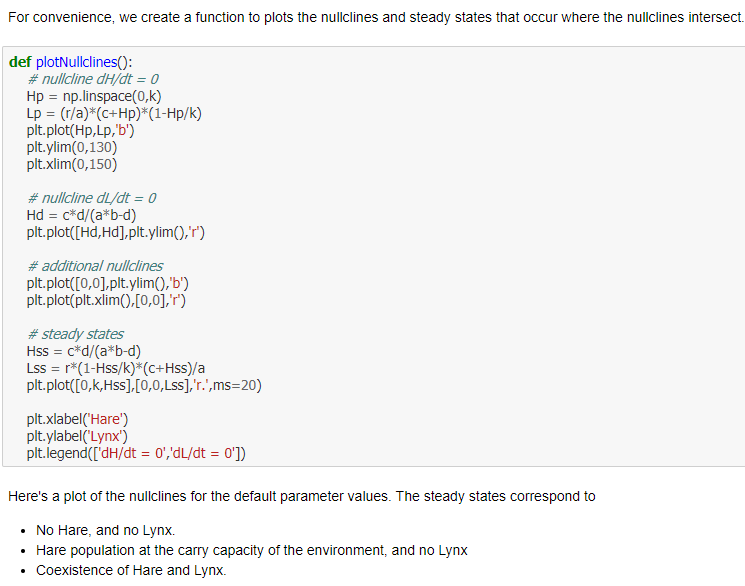 For convenience, we create a function to plots the nullclines and steady states that occur where the nullclines intersect.
def plotNullclines():
    # nullcline dH/dt = 0
    Hp = np.linspace(0,k)
    Lp = (r/a)*(c+Hp)*(1-Hp/k)
    plt.plot(Hp,Lp,'b')
    plt.ylim(0,130)
    plt.xlim(0,150)
    # nullcline dL/dt = 0
    Hd = c*d/(a*b-d)
    plt.plot([Hd,Hd],plt.ylim(),'r')
    # additional nullclines
    plt.plot([0,0],plt.ylim(),'b')
    plt.plot(plt.xlim(),[0,0],'r')
    # steady states
    Hss = c*d/(a*b-d)
    Lss = r*(1-Hss/k)*(c+Hss)/a
    plt.plot([0,k,Hss],[0,0,Lss],'r.',ms=20)
    plt.xlabel('Hare')
    plt.ylabel('Lynx')
    plt.legend(['dH/dt = 0','dL/dt = 0'])
Here's a plot of the nullclines for the default parameter values. The steady states correspond to
• No Hare, and no Lynx.
• Hare population at the carry capacity of the environment, and no Lynx
• Coexistence of Hare and Lynx.